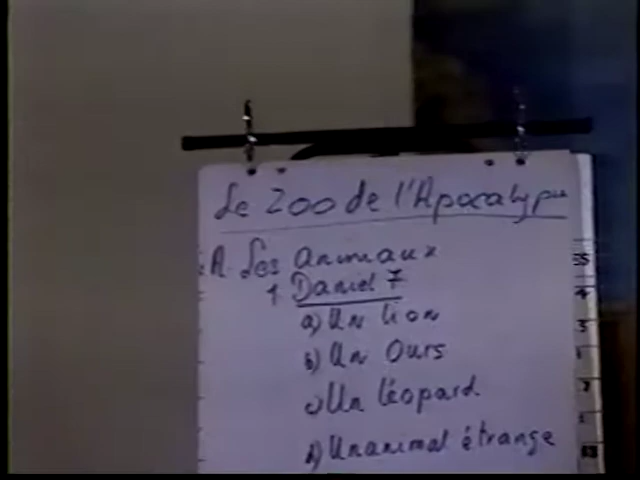 Le Zoo de l'Apocalypse
A. Les animaux
1 Daniel 7
a) Un lion
b) Un Ours
c) Un léopard
d) Un animal étrange